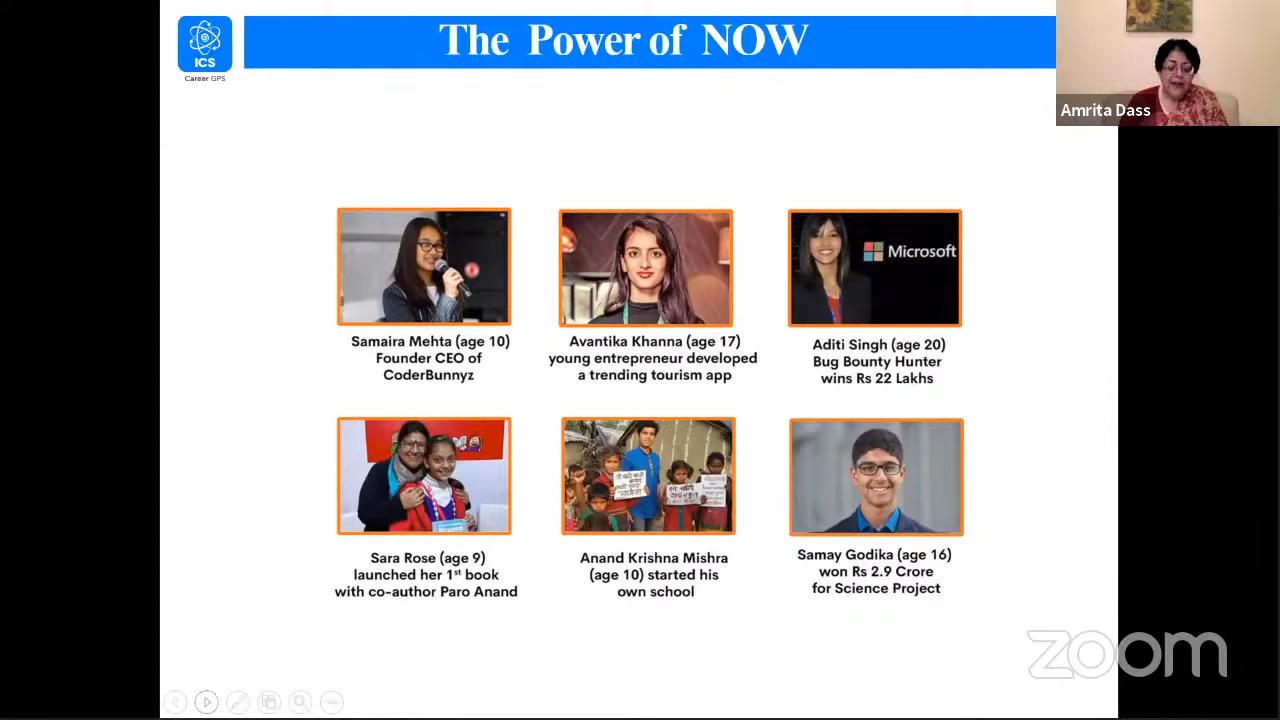 The Power of NOW
ICS
Career GPS
Amrita Dass
Microsoft
Samaira Mehta (age 10)
Founder CEO of
CoderBunnyz
Avantika Khanna (age 17)
young entrepreneur developed
a trending tourism app
Aditi Singh (age 20)
Bug Bounty Hunter
wins Rs 22 Lakhs
Sara Rose (age 9)
launched her 1st book
with co-author Paro Anand
Anand Krishna Mishra
(age 10) started his
own school
Samay Godika (age 16)
won Rs 2.9 Crore
for Science Project
zoom